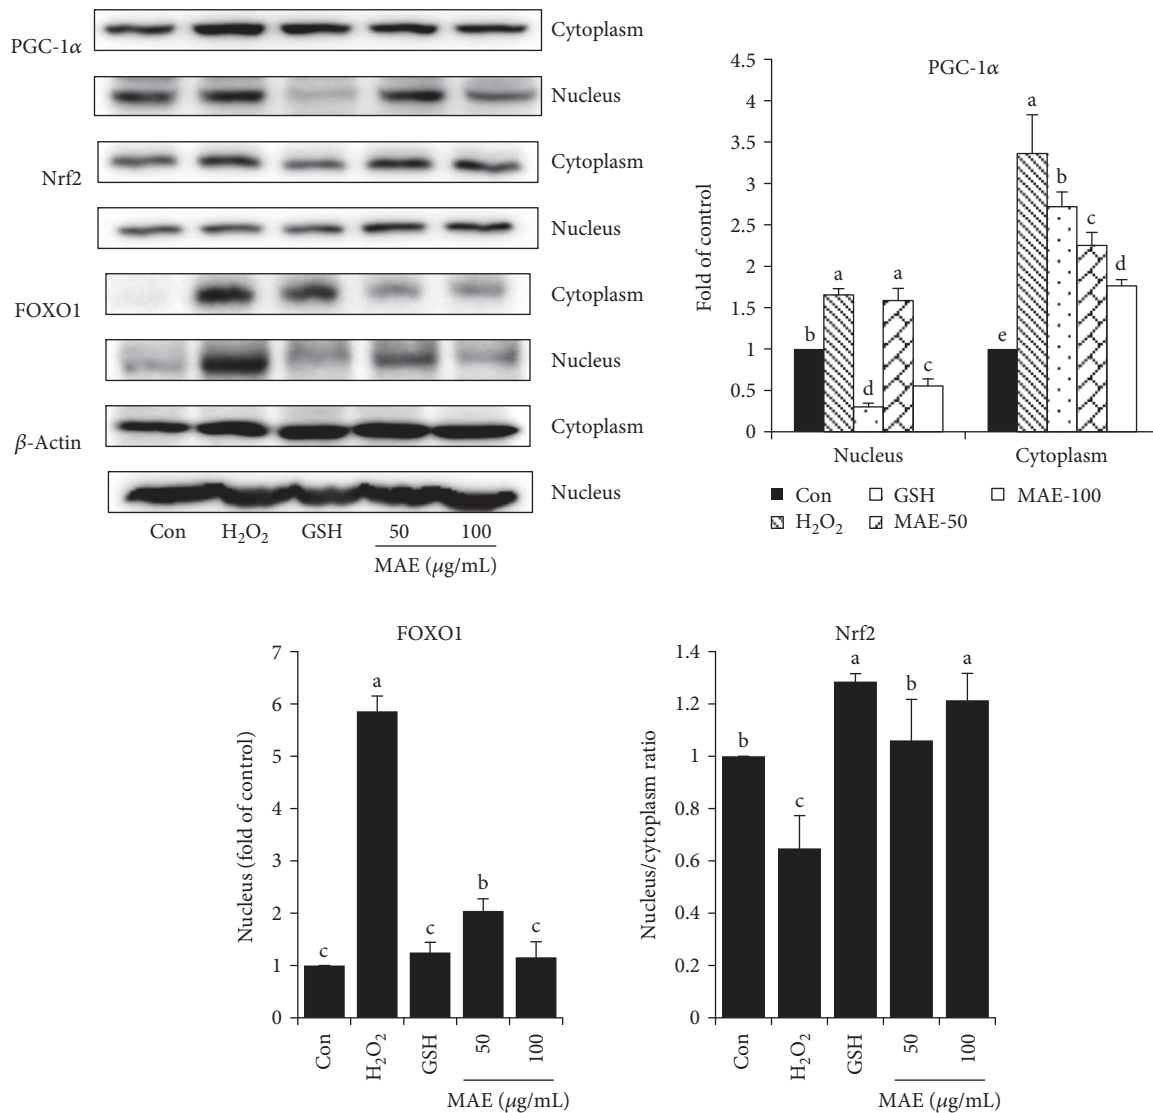 PGC-1α
Cytoplasm
Nucleus
Nrf2
Cytoplasm
Nucleus
FOXO1
Cytoplasm
Nucleus
β-Actin
Cytoplasm
Nucleus
Con H₂O₂ GSH 50 100
MAE (μg/mL)
PGC-1α
Fold of control
4.5
4
3.5
3
2.5
2
1.5
1
0.5
0
b a d a c
e a b c d
Nucleus Cytoplasm
Con GSH MAE-100
H₂O₂ MAE-50
FOXO1
Nucleus (fold of control)
7
6
5
4
3
2
1
0
c a c b c
Con H₂O₂ GSH 50 100
MAE (μg/mL)
Nrf2
Nucleus/cytoplasm ratio
1.4
1.2
1
0.8
0.6
0.4
0.2
0
b c a b a
Con H₂O₂ GSH 50 100
MAE (μg/mL)